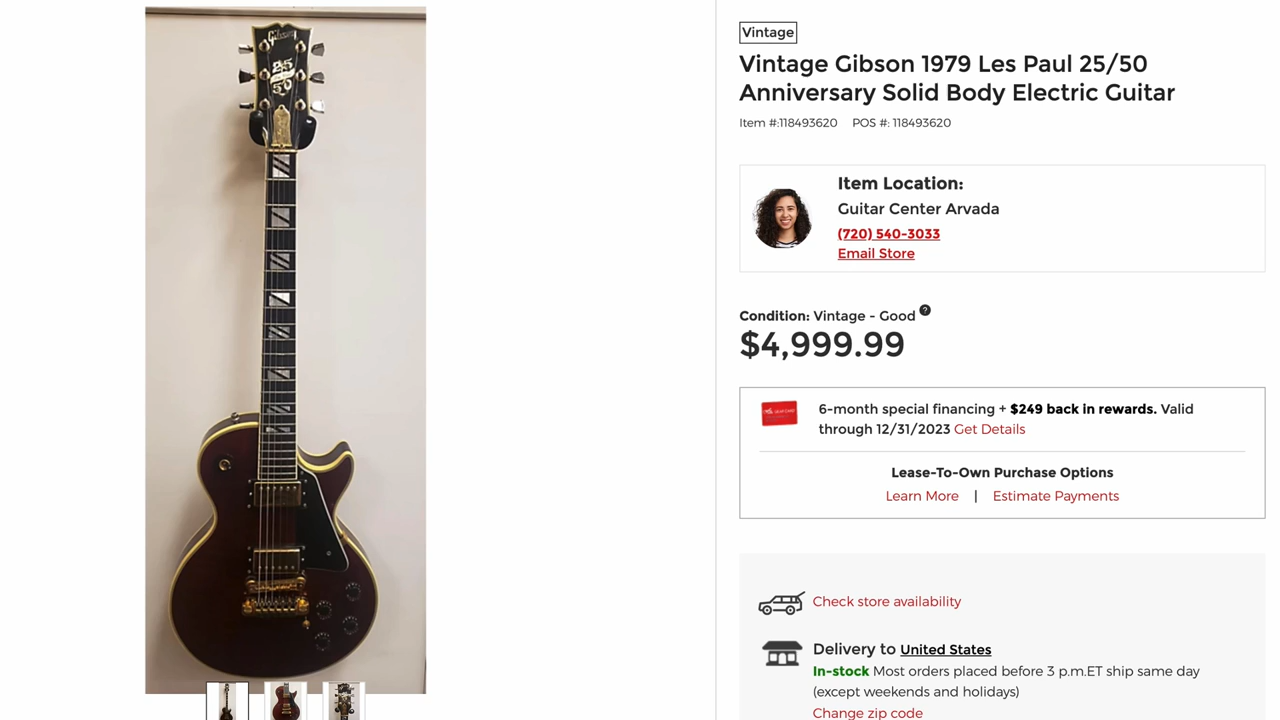 Gibson
25
50
Vintage
Vintage Gibson 1979 Les Paul 25/50
Anniversary Solid Body Electric Guitar
Item #:118493620 POS #: 118493620
Item Location:
Guitar Center Arvada
(720) 540-3033
Email Store
Condition: Vintage - Good ?
$4,999.99
6-month special financing + $249 back in rewards. Valid
through 12/31/2023 Get Details
Lease-To-Own Purchase Options
Learn More | Estimate Payments
Check store availability
Delivery to United States
In-stock Most orders placed before 3 p.m.ET ship same day
(except weekends and holidays)
Change zip code